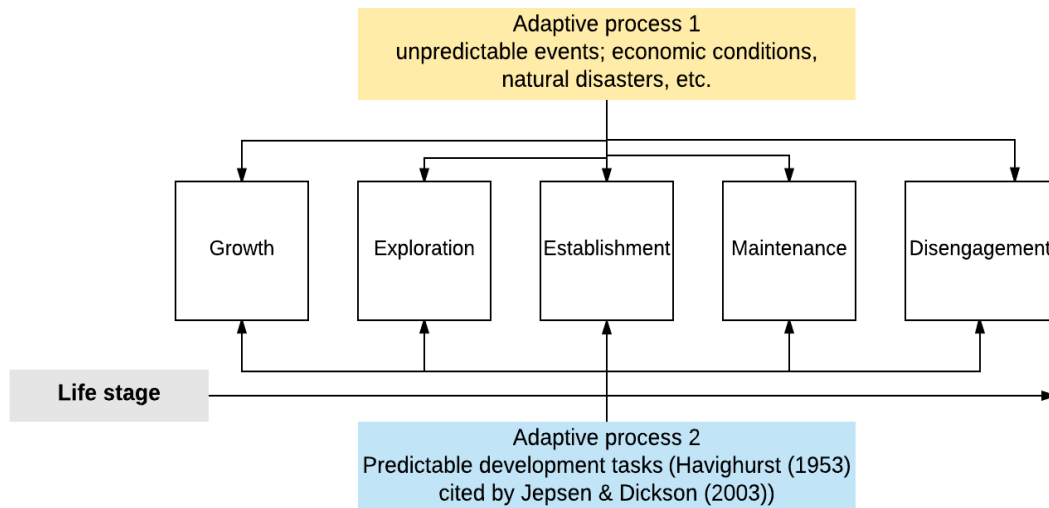 Adaptive process 1
unpredictable events; economic conditions,
natural disasters, etc.
Growth
Exploration
Establishment
Maintenance
Disengagement
Life stage
Adaptive process 2
Predictable development tasks (Havighurst (1953)
cited by Jepsen & Dickson (2003))